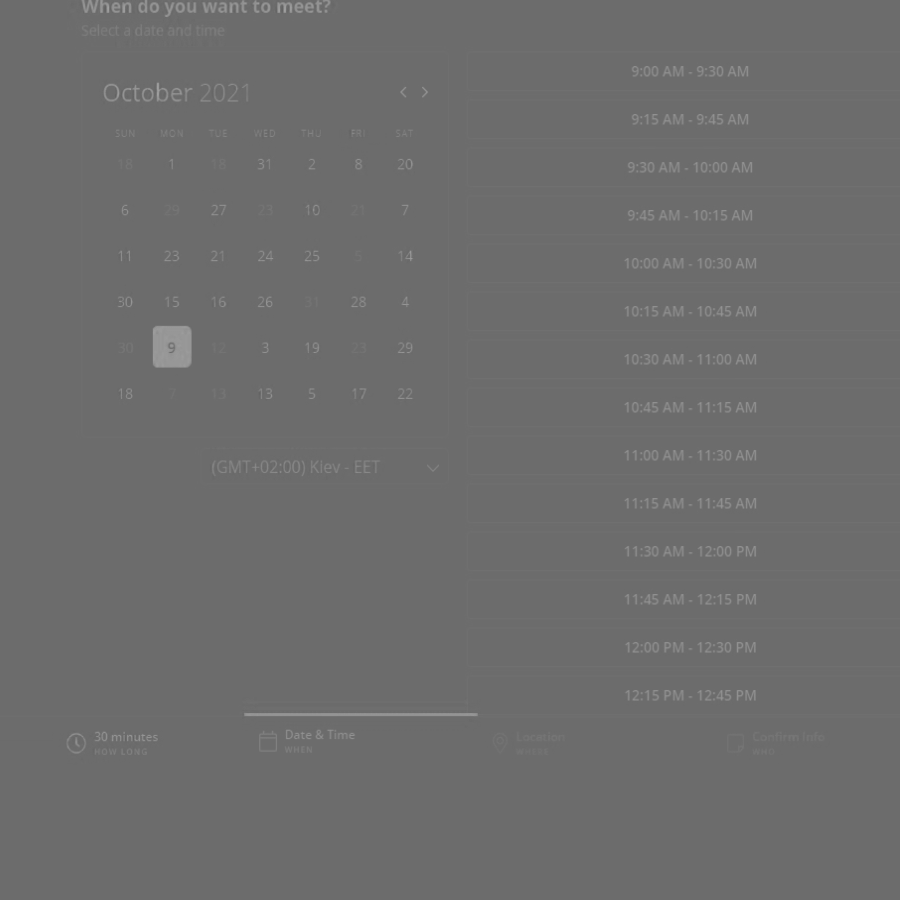 When do you want to meet?
Select a date and time
October 2021
SUN MON TUE WED THU FRI SAT
18 1 18 31 2 8 20
6 29 27 23 10 21 7
11 23 21 24 25 5 14
30 15 16 26 31 28 4
30 9 12 3 19 23 29
18 7 13 13 5 17 22
(GMT+02:00) Kiev - EET
9:00 AM - 9:30 AM
9:15 AM - 9:45 AM
9:30 AM - 10:00 AM
9:45 AM - 10:15 AM
10:00 AM - 10:30 AM
10:15 AM - 10:45 AM
10:30 AM - 11:00 AM
10:45 AM - 11:15 AM
11:00 AM - 11:30 AM
11:15 AM - 11:45 AM
11:30 AM - 12:00 PM
11:45 AM - 12:15 PM
12:00 PM - 12:30 PM
12:15 PM - 12:45 PM
30 minutes
HOW LONG
Date & Time
WHEN
Location
WHERE
Confirm Info
WHO